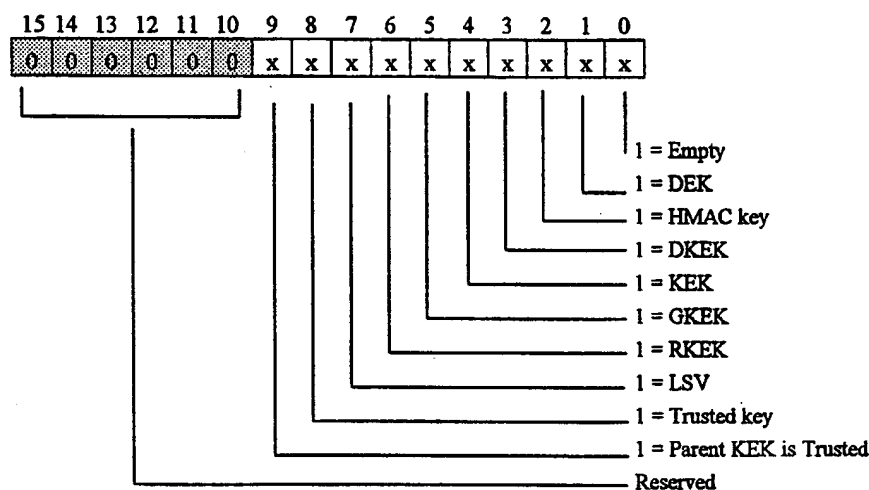 15 14 13 12 11 10 9 8 7 6 5 4 3 2 1 0
0 0 0 0 0 0 x x x x x x x x x x
1 = Empty
1 = DEK
1 = HMAC key
1 = DKEK
1 = KEK
1 = GKEK
1 = RKEK
1 = LSV
1 = Trusted key
1 = Parent KEK is Trusted
Reserved